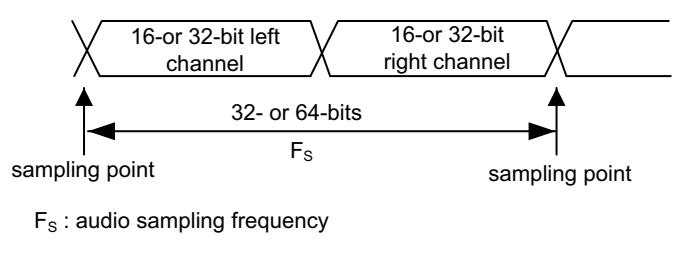 16-or 32-bit left
channel
16-or 32-bit
right channel
32- or 64-bits
FS
sampling point
sampling point
FS : audio sampling frequency